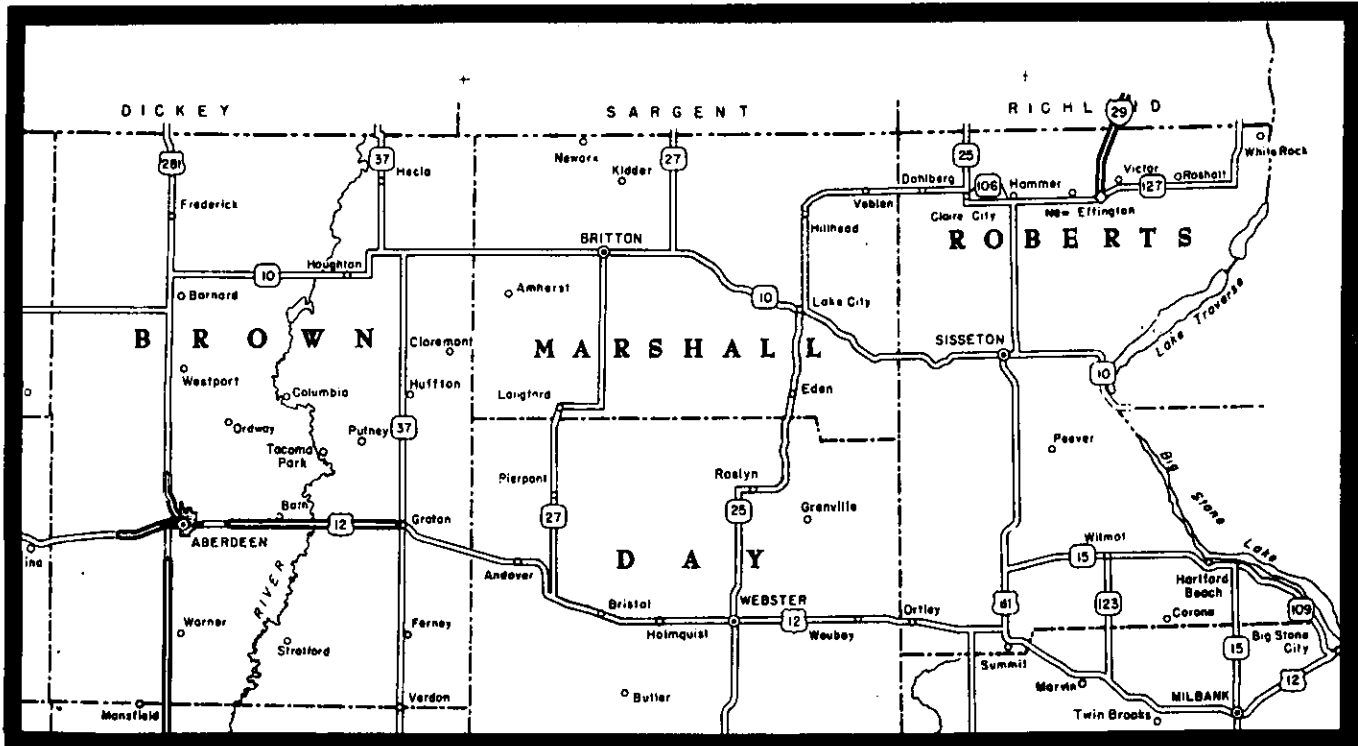 DICKEY
SARGENT
RICHL
D
29
281
37
Hecla
Newark
Kidder
27
25
White Rock
Dahlberg
106
Hammer
Victor
Rosholt
127
Veblen
Claire City
New Effington
Frederick
Hillhead
ROBERTS
BRITTON
Houghton
10
Barnard
Amherst
10
Lake City
Lake Traverse
BROWN
Claremont
MARSHALL
SISSETON
10
Westport
Columbia
Huffton
Langford
Eden
Ordway
Putney
37
Tacoma
Park
Peever
Big
Stone
Lake
Pierpont
Roslyn
27
25
Grenville
Bath
12
Groton
ABERDEEN
ina
Andover
DAY
15
Wilmot
Hartford
Beach
RIVER
Bristol
WEBSTER
Ortley
81
123
109
Corona
Warner
Stratford
Ferney
Holmquist
12
Waubay
Summit
15
Big Stone
City
12
Marvin
MILBANK
Butler
Mansfield
Verdon
Twin Brooks